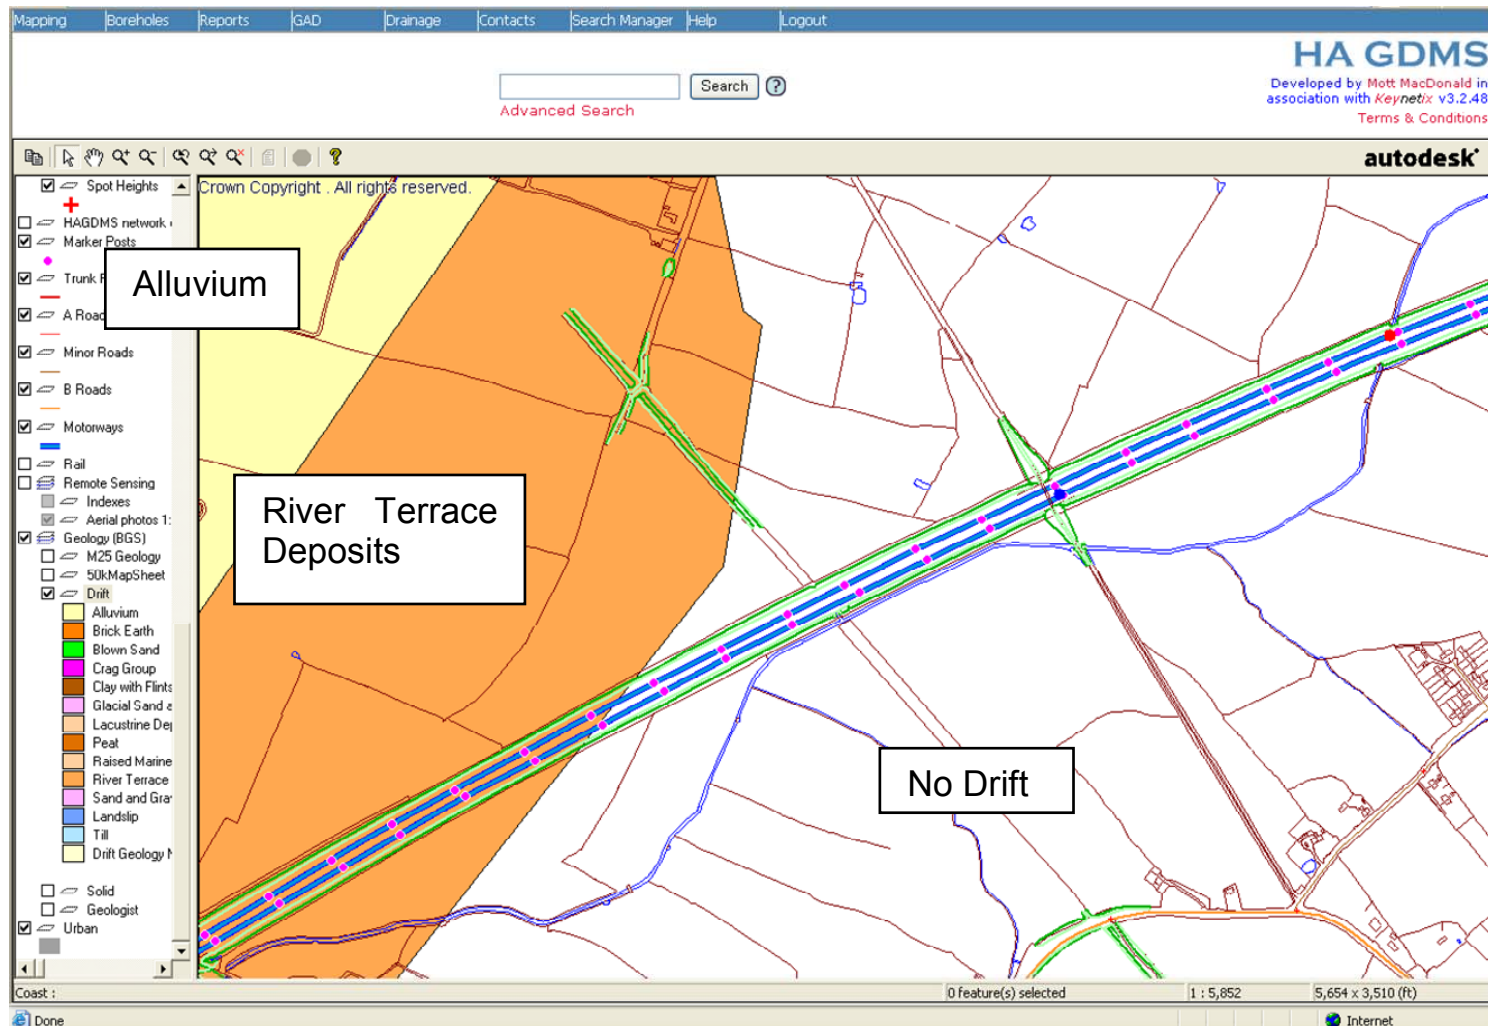 Mapping Boreholes Reports GAD Drainage Contacts Search Manager Help Logout
HA GDMS
Search ?
Advanced Search
Developed by Mott MacDonald in
association with Keynetix v3.2.48
Terms & Conditions
?
autodesk
Crown Copyright . All rights reserved.
Spot Heights
HAGDMS network
Marker Posts
Trunk
A Road
Minor Roads
B Roads
Motorways
Rail
Remote Sensing
Indexes
Aerial photos 1:
Geology (BGS)
M25 Geology
50kMapSheet
Drift
Alluvium
Brick Earth
Blown Sand
Crag Group
Clay with Flints
Glacial Sand
Lacustrine Dep
Peat
Raised Marine
River Terrace
Sand and Gra
Landslip
Till
Drift Geology
Solid
Geologist
Urban
Alluvium
River Terrace
Deposits
No Drift
Coast : 0 feature(s) selected 1 : 5,852 5,654 x 3,510 (ft)
Done Internet